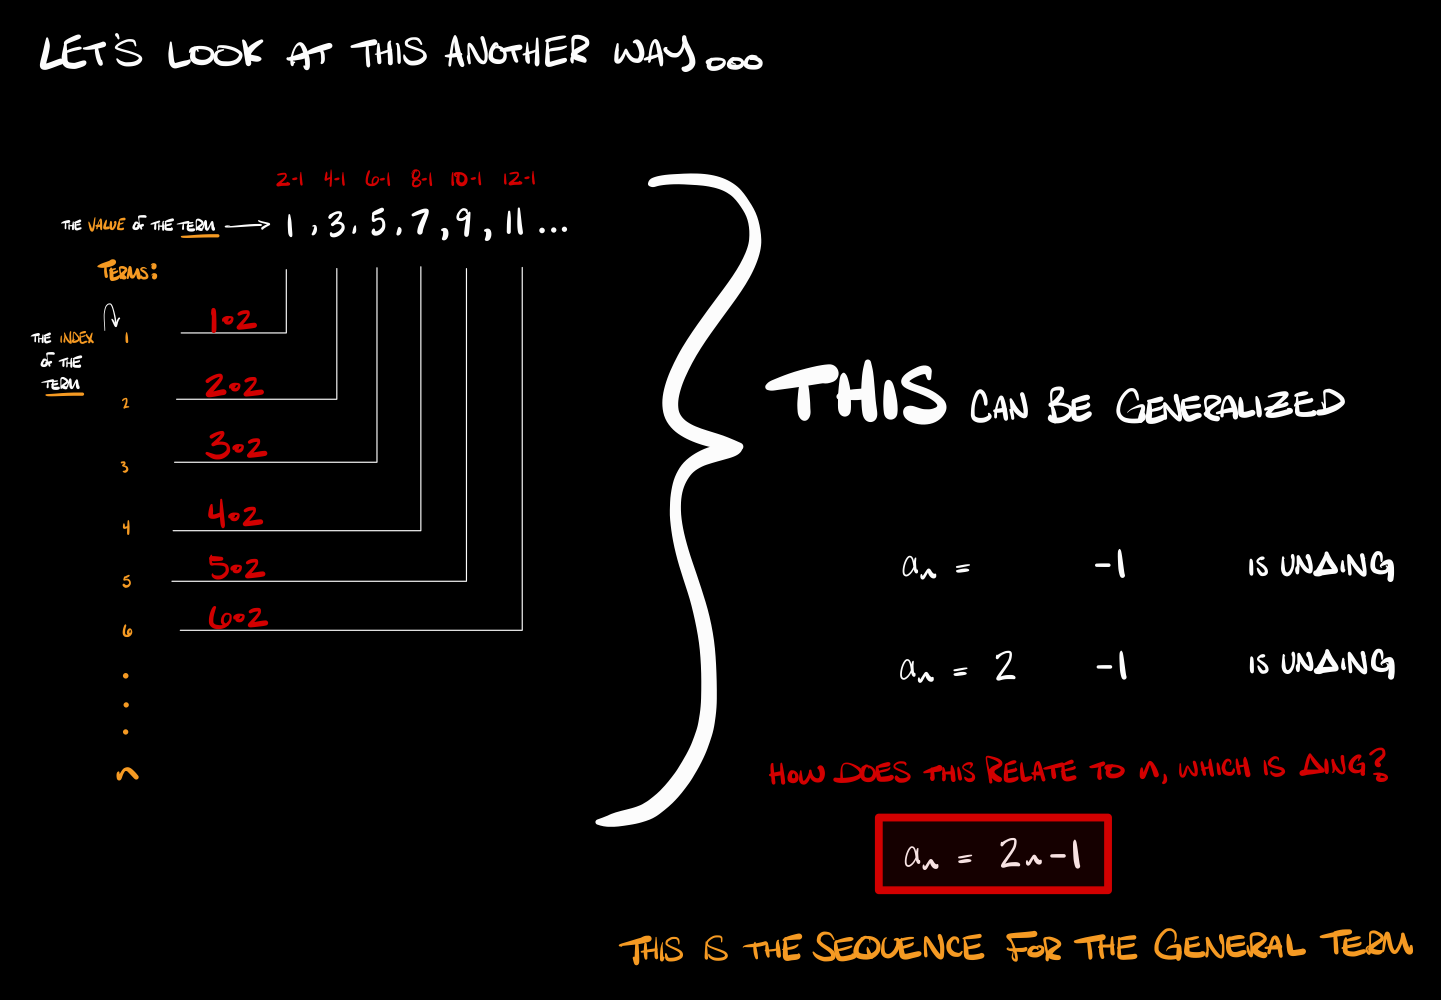 LET'S LOOK AT THIS ANOTHER WAY...
2-1 4-1 6-1 8-1 10-1 12-1
THE VALUE OF THE TERM → 1, 3, 5, 7, 9, 11 ...
TERMS:
THE INDEX OF THE TERM
1 1•2
2 2•2
3 3•2
4 4•2
5 5•2
6 6•2
n
THIS CAN BE GENERALIZED
aₙ = -1 IS UNΔING
aₙ = 2 -1 IS UNΔING
HOW DOES THIS RELATE TO n, WHICH IS ΔING?
aₙ = 2n-1
THIS IS THE SEQUENCE FOR THE GENERAL TERM